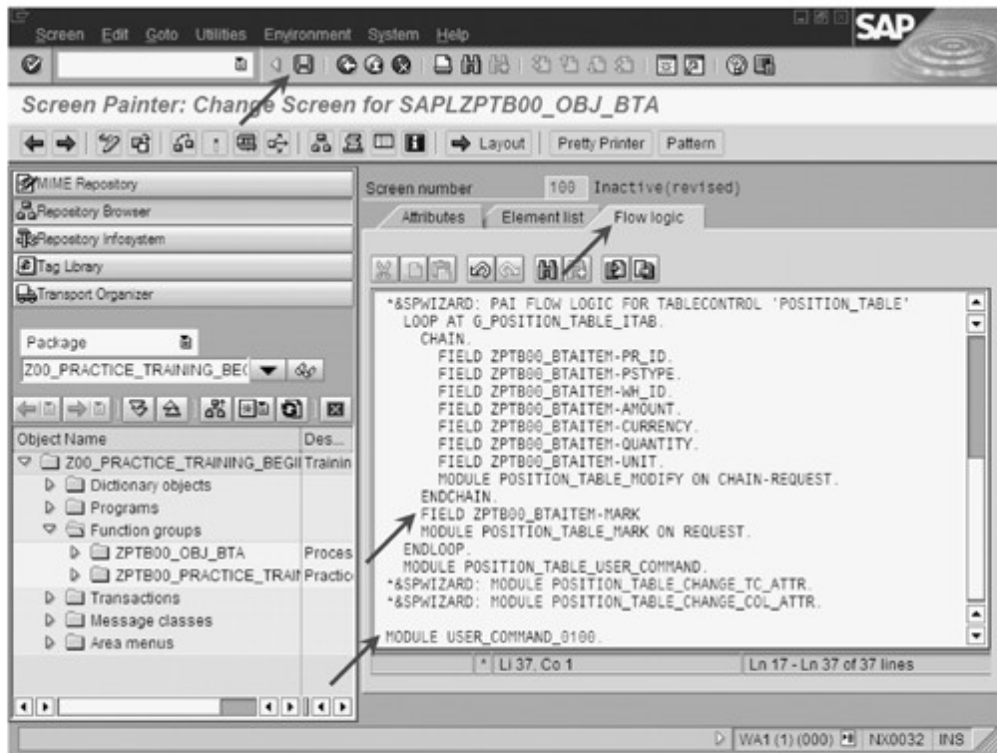 Screen Edit Goto Utilities Environment System Help
SAP
Screen Painter: Change Screen for SAPLZPTB00_OBJ_BTA
Layout Pretty Printer Pattern
MIME Repository
Repository Browser
Repository Infosystem
Tag Library
Transport Organizer
Package
Z00_PRACTICE_TRAINING_BE(
Object Name Des...
Z00_PRACTICE_TRAINING_BEGII Trainin
Dictionary objects
Programs
Function groups
ZPTB00_OBJ_BTA Proces
ZPTB00_PRACTICE_TRAI Practic
Transactions
Message classes
Area menus
Screen number 100 Inactive(revised)
Attributes Element list Flow logic
*&SPWIZARD: PAI FLOW LOGIC FOR TABLECONTROL 'POSITION_TABLE'
LOOP AT G_POSITION_TABLE_ITAB.
CHAIN.
FIELD ZPTB00_BTAITEM-PR_ID.
FIELD ZPTB00_BTAITEM-PSTYPE.
FIELD ZPTB00_BTAITEM-WH_ID.
FIELD ZPTB00_BTAITEM-AMOUNT.
FIELD ZPTB00_BTAITEM-CURRENCY.
FIELD ZPTB00_BTAITEM-QUANTITY.
FIELD ZPTB00_BTAITEM-UNIT.
MODULE POSITION_TABLE_MODIFY ON CHAIN-REQUEST.
ENDCHAIN.
FIELD ZPTB00_BTAITEM-MARK
MODULE POSITION_TABLE_MARK ON REQUEST.
ENDLOOP.
MODULE POSITION_TABLE_USER_COMMAND.
*&SPWIZARD: MODULE POSITION_TABLE_CHANGE_TC_ATTR.
*&SPWIZARD: MODULE POSITION_TABLE_CHANGE_COL_ATTR.
MODULE USER_COMMAND_0100.
* Li 37, Co 1 Ln 17 - Ln 37 of 37 lines
WA1 (1) (000) NX0032 INS